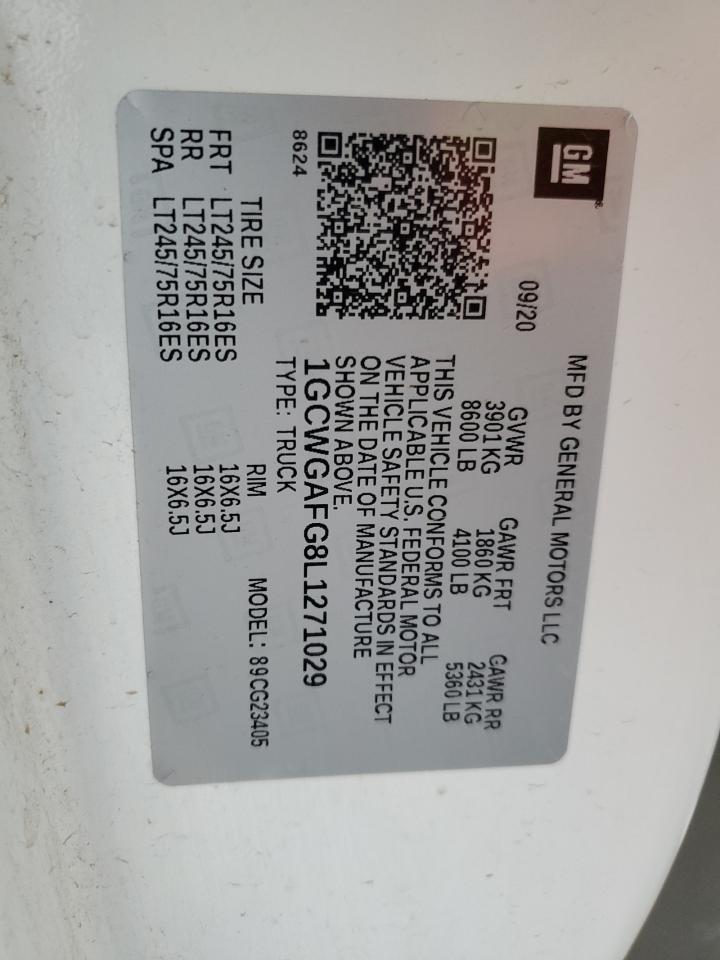 GM
MFD BY GENERAL MOTORS LLC
09/20
GVWR GAWR FRT GAWR RR
3901 KG 1860 KG 2431 KG
8600 LB 4100 LB 5360 LB
THIS VEHICLE CONFORMS TO ALL
APPLICABLE U.S. FEDERAL MOTOR
VEHICLE SAFETY STANDARDS IN EFFECT
ON THE DATE OF MANUFACTURE
SHOWN ABOVE.
1GCWGAFG8L1271029
8624
TYPE: TRUCK
MODEL: 89CG23405
TIRE SIZE RIM
FRT LT245/75R16ES 16X6.5J
RR LT245/75R16ES 16X6.5J
SPA LT245/75R16ES 16X6.5J